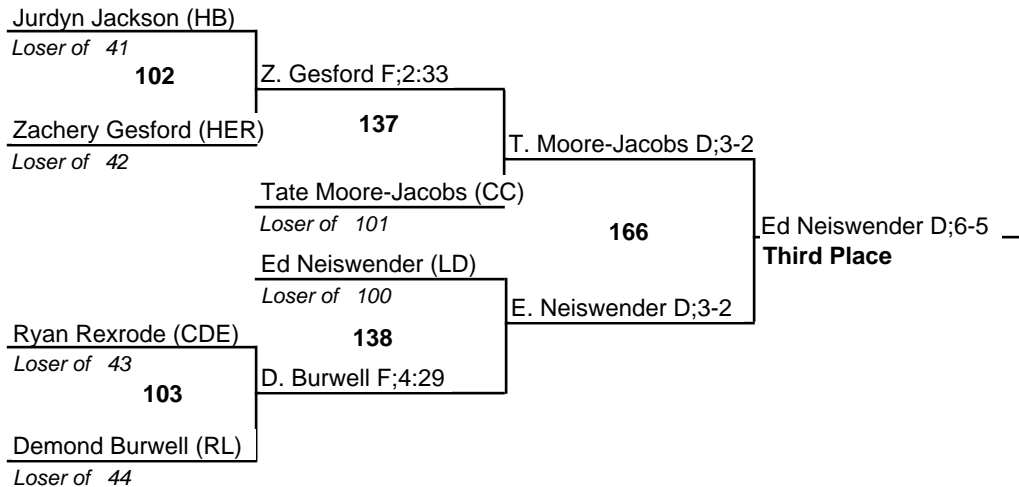 Jurdyn Jackson (HB)
Loser of 41
102
Z. Gesford F;2:33
137
Zachery Gesford (HER)
Loser of 42
T. Moore-Jacobs D;3-2
Tate Moore-Jacobs (CC)
Loser of 101
166
Ed Neiswender D;6-5
Third Place
Ed Neiswender (LD)
Loser of 100
E. Neiswender D;3-2
138
Ryan Rexrode (CDE)
Loser of 43
103
D. Burwell F;4:29
Demond Burwell (RL)
Loser of 44